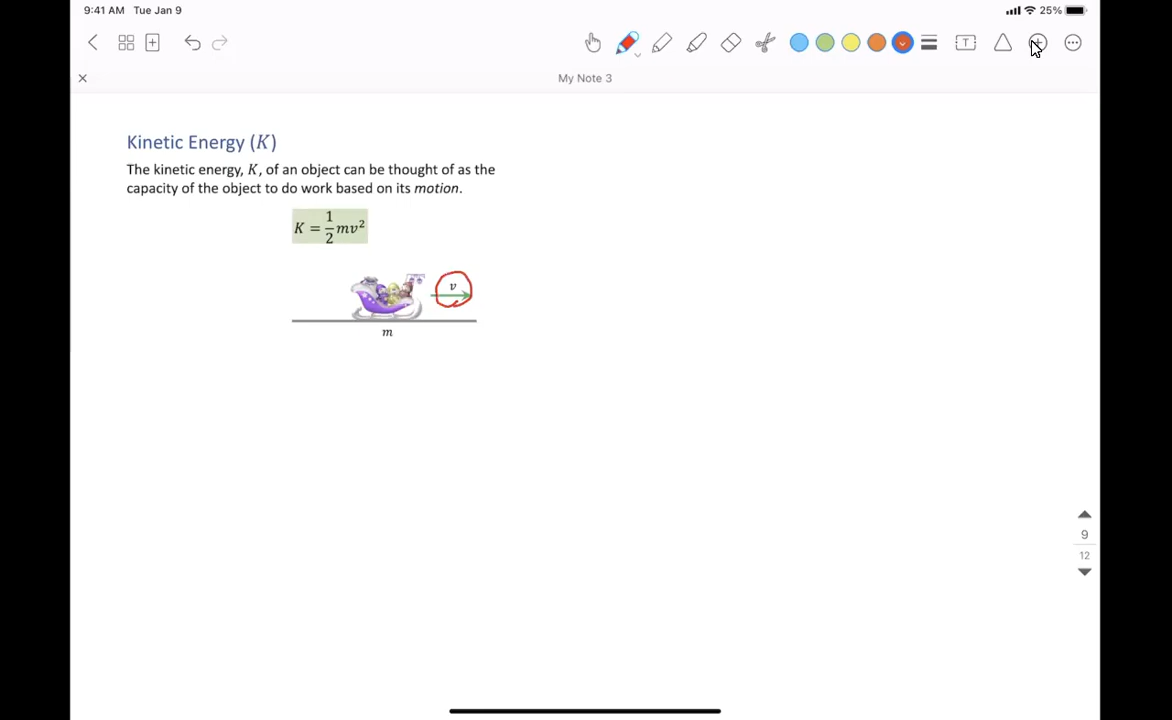 9:41 AM Tue Jan 9 25%
T
My Note 3
Kinetic Energy (K)
The kinetic energy, K, of an object can be thought of as the
capacity of the object to do work based on its motion.
K = 1/2 mv²
v
m
9
12